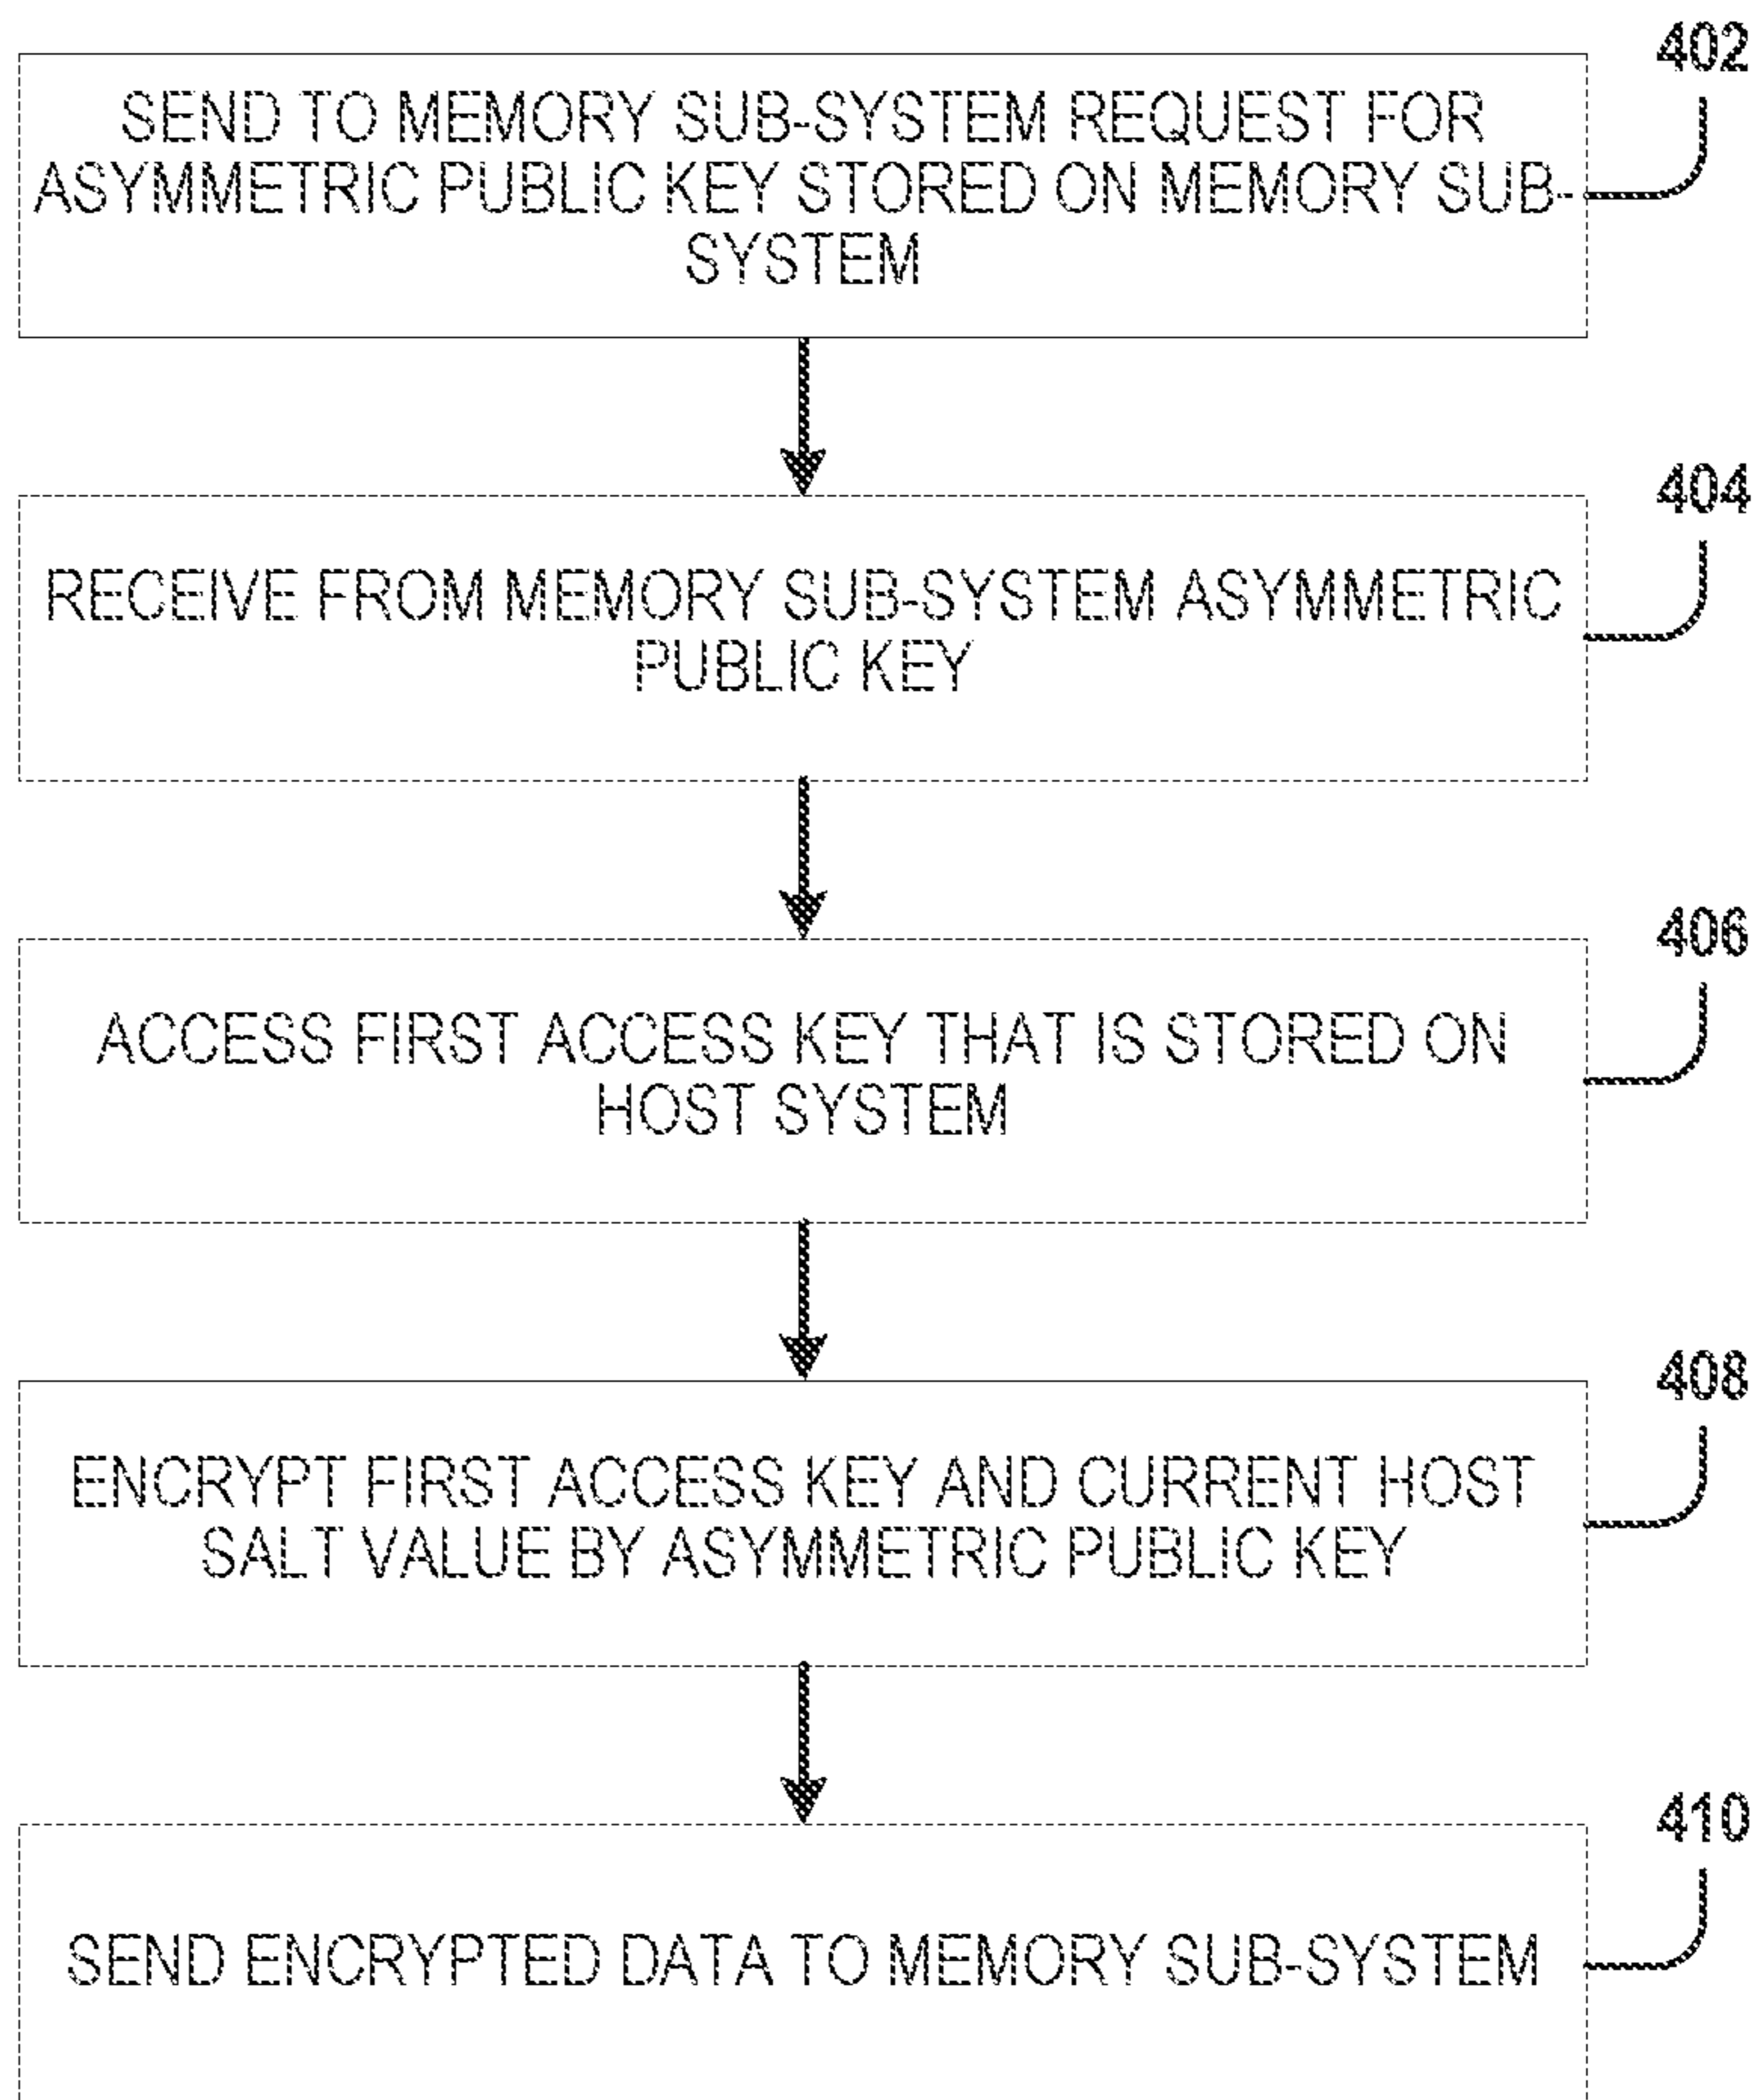 402
SEND TO MEMORY SUB-SYSTEM REQUEST FOR
ASYMMETRIC PUBLIC KEY STORED ON MEMORY SUB-
SYSTEM
404
RECEIVE FROM MEMORY SUB-SYSTEM ASYMMETRIC
PUBLIC KEY
406
ACCESS FIRST ACCESS KEY THAT IS STORED ON
HOST SYSTEM
408
ENCRYPT FIRST ACCESS KEY AND CURRENT HOST
SALT VALUE BY ASYMMETRIC PUBLIC KEY
410
SEND ENCRYPTED DATA TO MEMORY SUB-SYSTEM